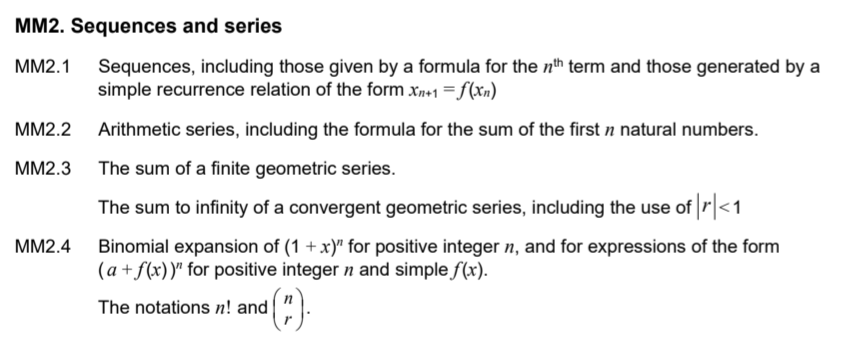 MM2. Sequences and series
MM2.1 Sequences, including those given by a formula for the nᵗʰ term and those generated by a
simple recurrence relation of the form xₙ₊₁ = f(xₙ)
MM2.2 Arithmetic series, including the formula for the sum of the first n natural numbers.
MM2.3 The sum of a finite geometric series.
The sum to infinity of a convergent geometric series, including the use of |r|<1
MM2.4 Binomial expansion of (1 + x)ⁿ for positive integer n, and for expressions of the form
(a + f(x))ⁿ for positive integer n and simple f(x).
The notations n! and (n r).